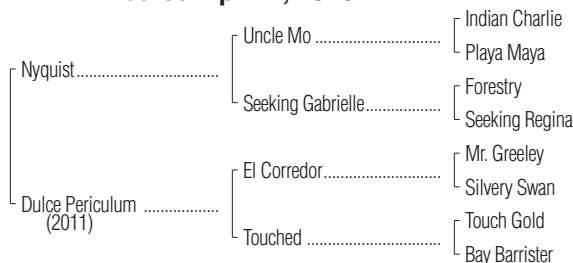 Indian Charlie
Uncle Mo
Playa Maya
Nyquist
Forestry
Seeking Gabrielle
Seeking Regina
Mr. Greeley
El Corredor
Silvery Swan
Dulce Periculum
(2011)
Touch Gold
Touched
Bay Barrister